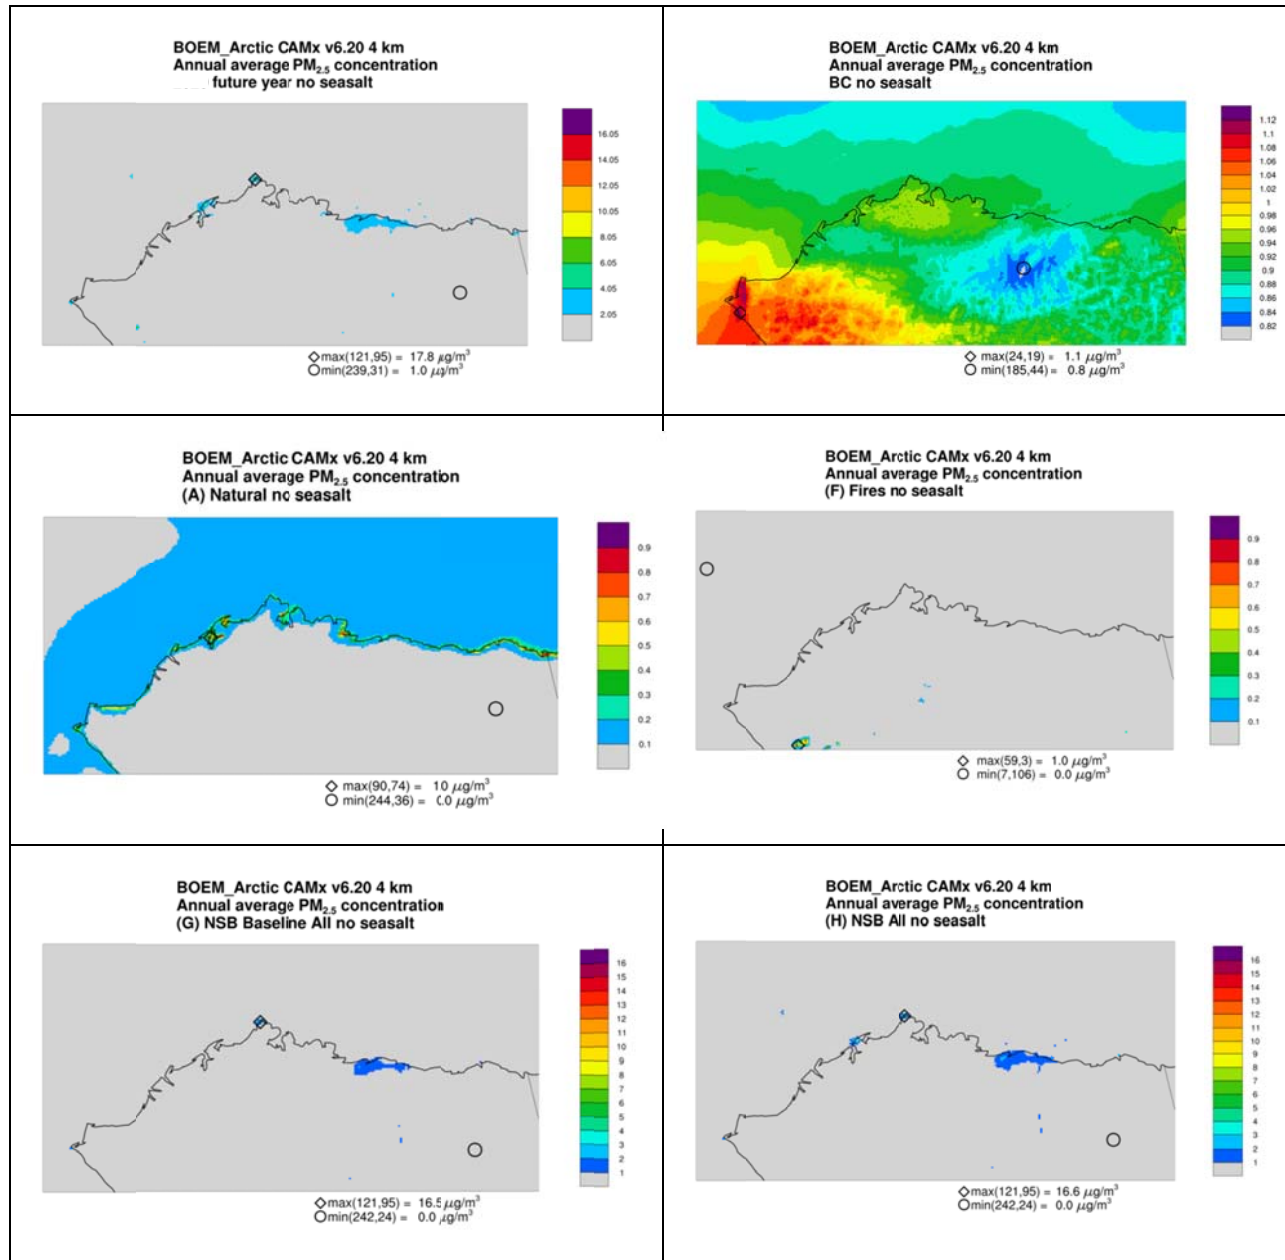 BOEM_Arctic CAMx v6.20 4 km
Annual average PM2.5 concentration
future year no seasalt
16.05
14.05
12.05
10.05
8.05
6.05
4.05
2.05
max(121,95) = 17.8 μg/m³
min(239,31) = 1.0 μg/m³
BOEM_Arctic CAMx v6.20 4 km
Annual average PM2.5 concentration
BC no seasalt
1.12
1.1
1.08
1.06
1.04
1.02
1
0.98
0.96
0.94
0.92
0.9
0.88
0.86
0.84
0.82
max(24,19) = 1.1 μg/m³
min(185,44) = 0.8 μg/m³
BOEM_Arctic CAMx v6.20 4 km
Annual average PM2.5 concentration
(A) Natural no seasalt
0.9
0.8
0.7
0.6
0.5
0.4
0.3
0.2
0.1
max(90,74) = 10 μg/m³
min(244,36) = 0.0 μg/m³
BOEM_Arctic CAMx v6.20 4 km
Annual average PM2.5 concentration
(F) Fires no seasalt
0.9
0.8
0.7
0.6
0.5
0.4
0.3
0.2
0.1
max(59,3) = 1.0 μg/m³
min(7,106) = 0.0 μg/m³
BOEM_Arctic CAMx v6.20 4 km
Annual average PM2.5 concentration
(G) NSB Baseline All no seasalt
16
15
14
13
12
11
10
9
8
7
6
5
4
3
2
1
max(121,95) = 16.5 μg/m³
min(242,24) = 0.0 μg/m³
BOEM_Arctic CAMx v6.20 4 km
Annual average PM2.5 concentration
(H) NSB All no seasalt
16
15
14
13
12
11
10
9
8
7
6
5
4
3
2
1
max(121,95) = 16.6 μg/m³
min(242,24) = 0.0 μg/m³